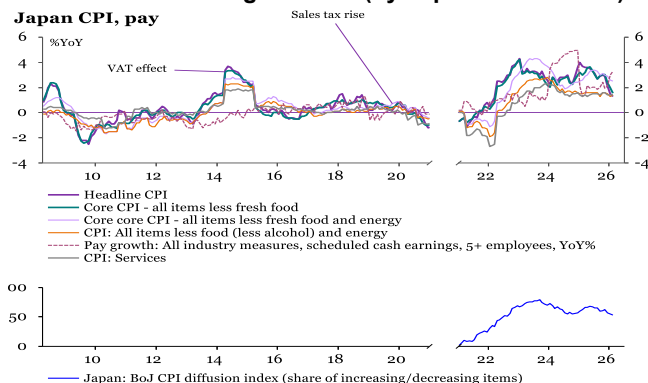 Japan CPI, pay
Sales tax rise
%YoY
VAT effect
6 6
4 4
2 2
0 0
-2 -2
-4 -4
10 12 14 16 18 20 22 24 26
Headline CPI
Core CPI - all items less fresh food
Core core CPI - all items less fresh food and energy
CPI: All items less food (less alcohol) and energy
Pay growth: All industry measures, scheduled cash earnings, 5+ employees, YoY%
CPI: Services
00
50
0
10 12 14 16 18 20 22 24 26
Japan: BoJ CPI diffusion index (share of increasing/decreasing items)